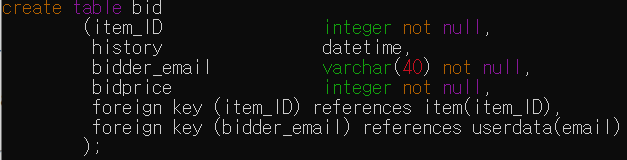 create table bid
(item_ID integer not null,
history datetime,
bidder_email varchar(40) not null,
bidprice integer not null,
foreign key (item_ID) references item(item_ID),
foreign key (bidder_email) references userdata(email)
);